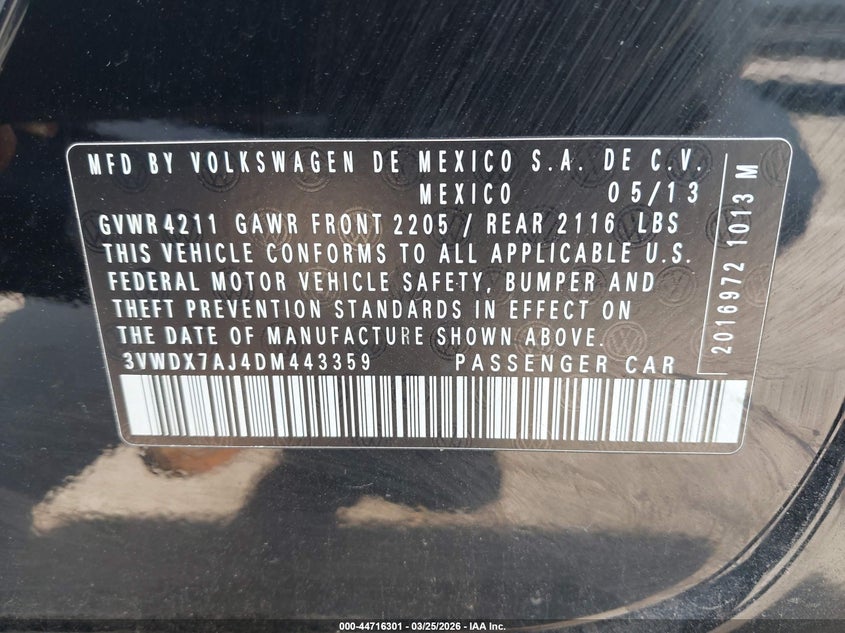 MFD BY VOLKSWAGEN DE MEXICO S.A. DE C.V.
MEXICO 05/13
GVWR 4211 GAWR FRONT 2205 / REAR 2116 LBS
THIS VEHICLE CONFORMS TO ALL APPLICABLE U.S.
FEDERAL MOTOR VEHICLE SAFETY, BUMPER AND
THEFT PREVENTION STANDARDS IN EFFECT ON
THE DATE OF MANUFACTURE SHOWN ABOVE.
3VWDX7AJ4DM443359 PASSENGER CAR
2016972 1013 M
000-44716301 | 03/25/2026 | IAA Inc.